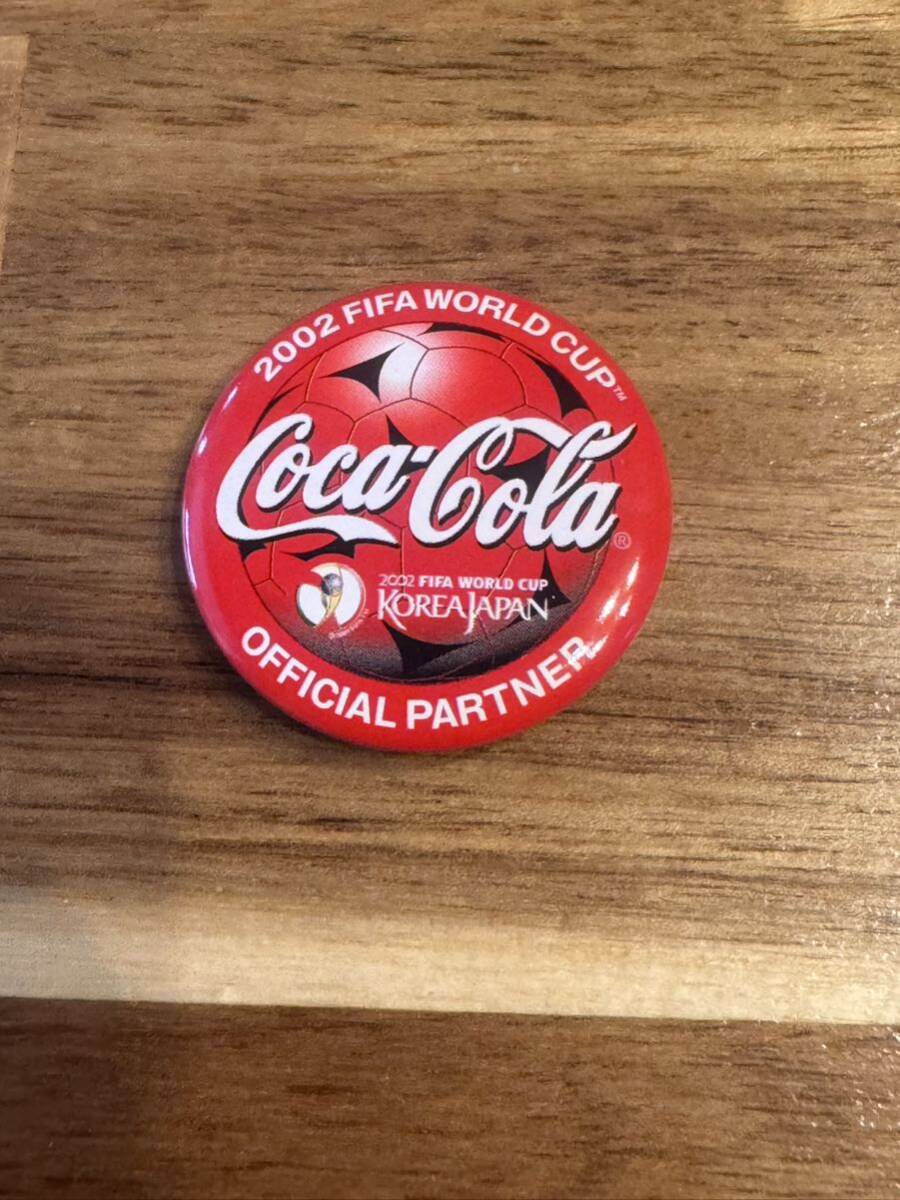 2002 FIFA WORLD CUP™
Coca-Cola®
2002 FIFA WORLD CUP
KOREA JAPAN
OFFICIAL PARTNER